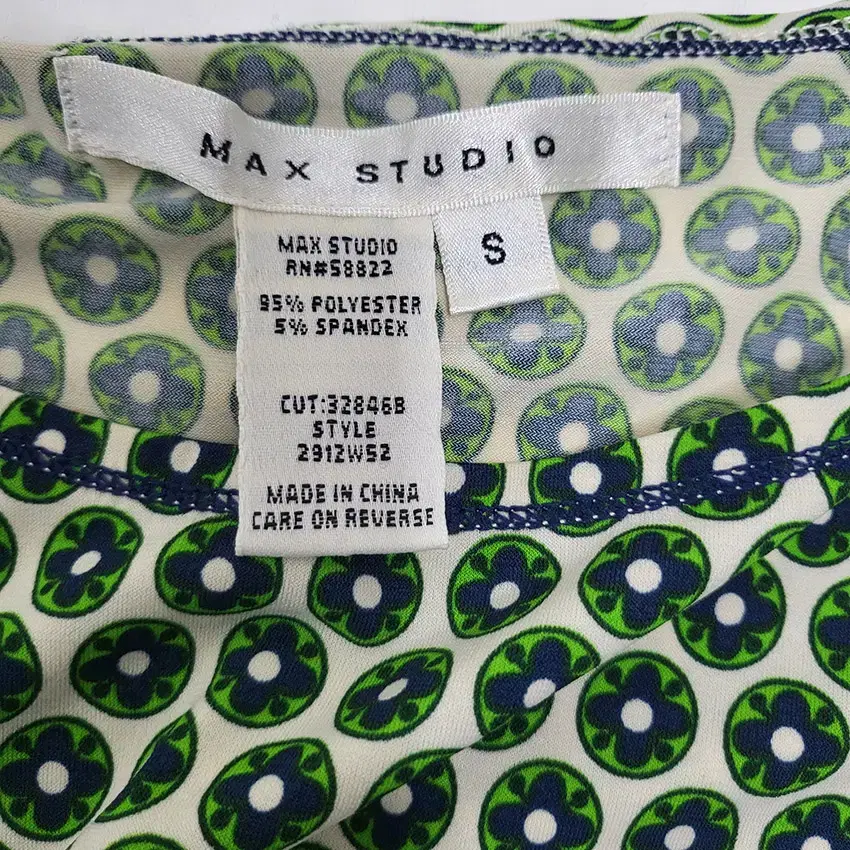 MAX STUDIO
S
MAX STUDIO
RN#58822
95% POLYESTER
5% SPANDEX
CUT:32846B
STYLE
2912W52
MADE IN CHINA
CARE ON REVERSE